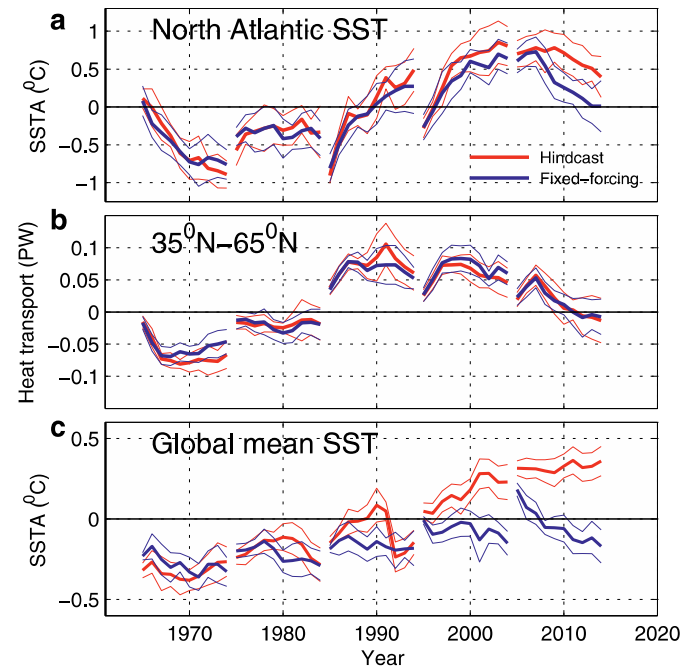 a
North Atlantic SST
1
0.5
0
−0.5
−1
SSTA (⁰C)
Hindcast
Fixed−forcing
b
35⁰N−65⁰N
0.1
0.05
0
−0.05
−0.1
Heat transport (PW)
c
Global mean SST
0.5
0
−0.5
SSTA (⁰C)
1970 1980 1990 2000 2010 2020
Year